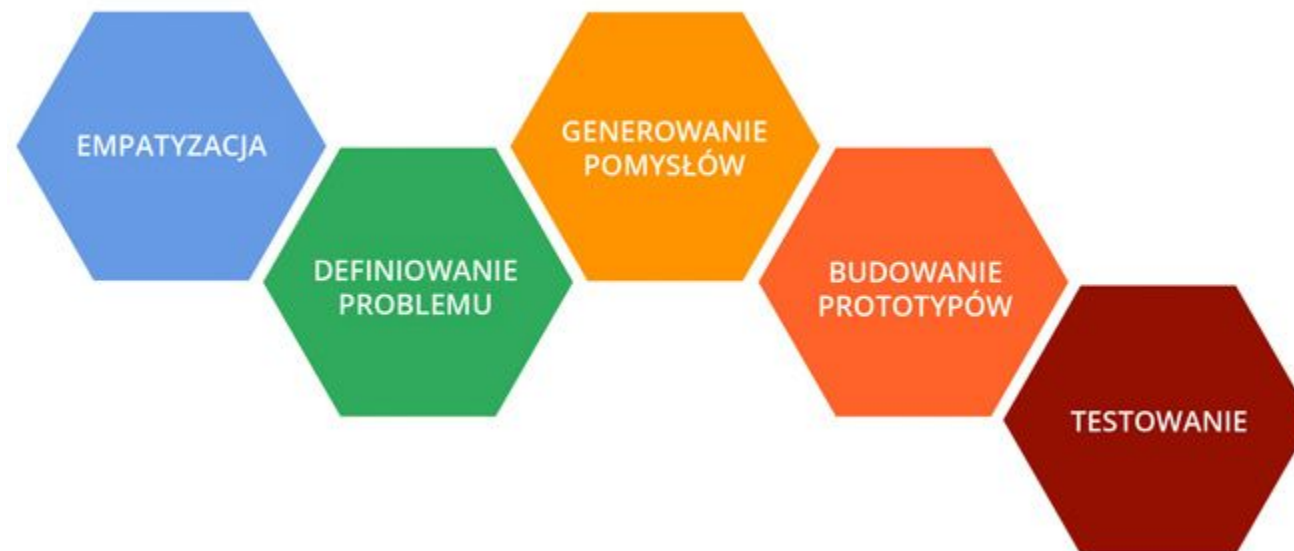 EMPATYZACJA
DEFINIOWANIE
PROBLEMU
GENEROWANIE
POMYSŁÓW
BUDOWANIE
PROTOTYPÓW
TESTOWANIE